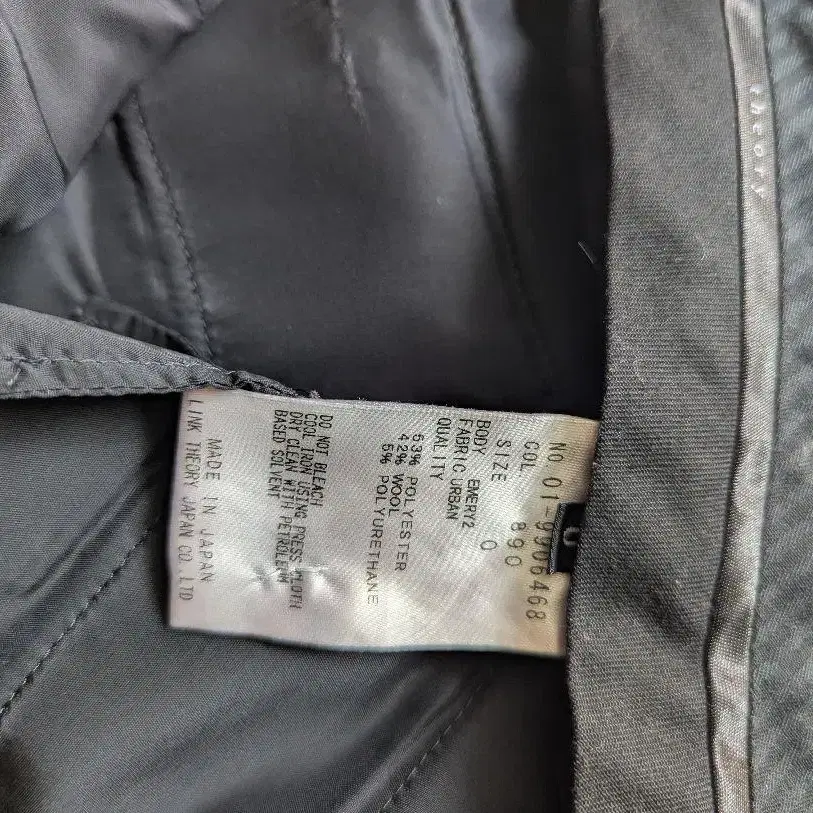 theory
0
NO 01-9906468
COL. 890
SIZE 0
BODY EMERY2
FABRIC URBAN
QUALITY
53% POLYESTER
42% WOOL
5% POLYURETHANE
DO NOT BLEACH
COOL IRON USING PRESS CLOTH
DRY CLEAN WITH PETROLEUM
BASED SOLVENT
MADE IN JAPAN
LINK THEORY JAPAN CO.,LTD